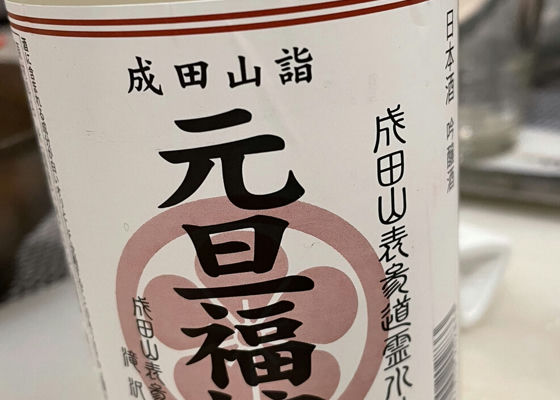 成田山詣
元旦福
成田山表参道霊水
成田山表参
滝沢
日本酒 吟醸酒